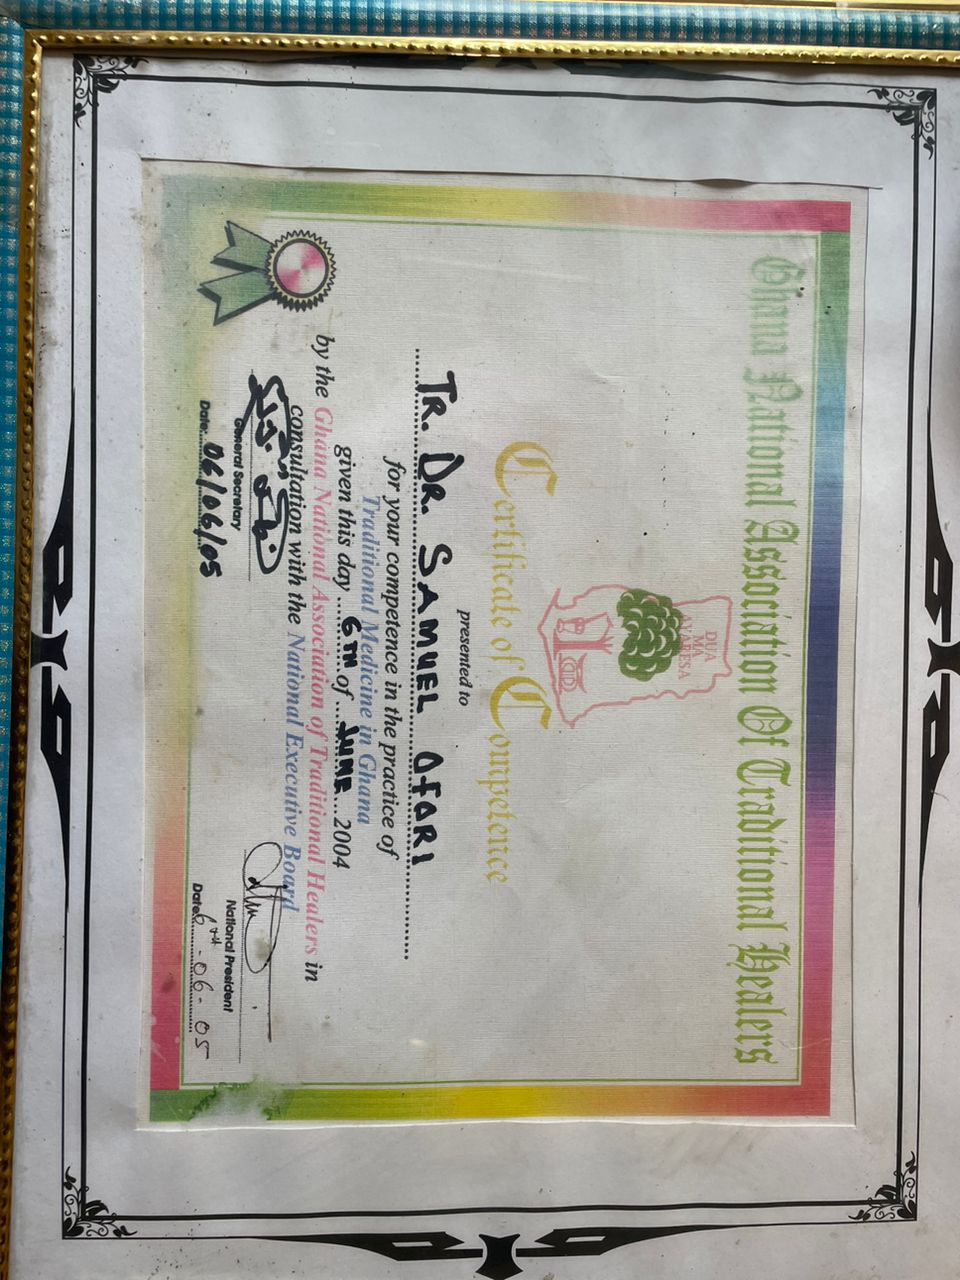 Ghana National Association Of Traditional Healers
DUA
MA
AYARESA
Certificate of Competence
presented to
TR. DR. SAMUEL OFORI
for your competence in the practice of
Traditional Medicine in Ghana
given this day ........6TH..of ....JUNE....2004
by the Ghana National Association of Traditional Healers in
consultation with the National Executive Board
General Secretary
Date:....06/06/05
National President
Date:6TH-06-05